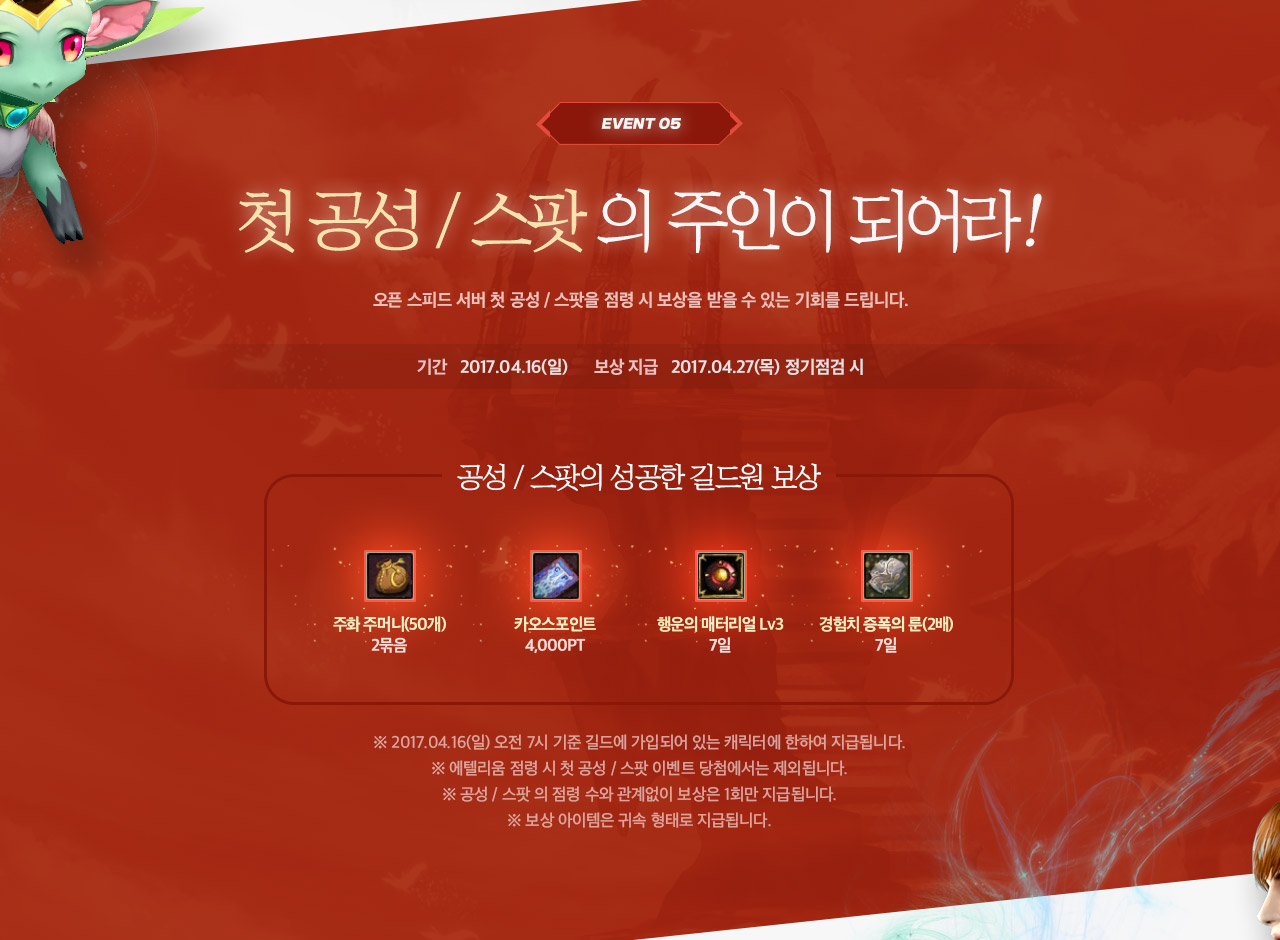 EVENT 05
첫 공성 / 스팟 의 주인이 되어라!
오픈 스피드 서버 첫 공성 / 스팟을 점령 시 보상을 받을 수 있는 기회를 드립니다.
기간 2017.04.16(일) 보상 지급 2017.04.27(목) 정기점검 시
공성 / 스팟의 성공한 길드원 보상
주화 주머니(50개) 카오스포인트 행운의 매터리얼 Lv3 경험치 증폭의 룬(2배)
2묶음 4,000PT 7일 7일
※ 2017.04.16(일) 오전 7시 기준 길드에 가입되어 있는 캐릭터에 한하여 지급됩니다.
※ 에텔리움 점령 시 첫 공성 / 스팟 이벤트 당첨에서는 제외됩니다.
※ 공성 / 스팟 의 점령 수와 관계없이 보상은 1회만 지급됩니다.
※ 보상 아이템은 귀속 형태로 지급됩니다.